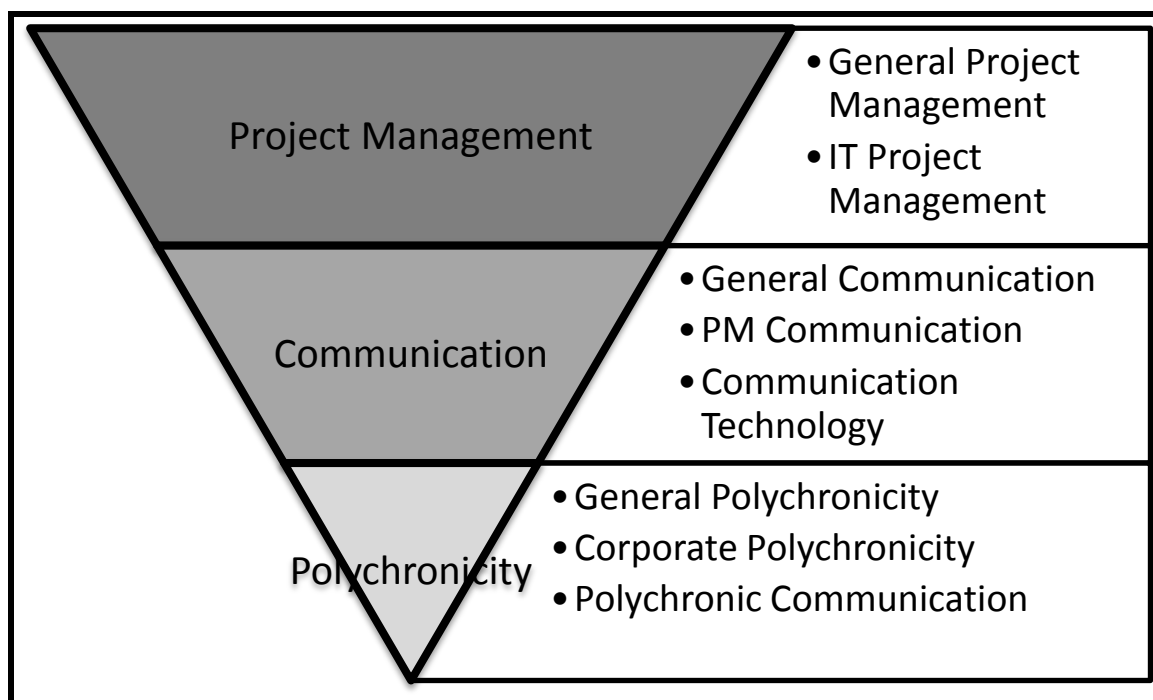 Project Management
•General Project
Management
•IT Project
Management
Communication
•General Communication
•PM Communication
•Communication
Technology
Polychronicity
•General Polychronicity
•Corporate Polychronicity
•Polychronic Communication